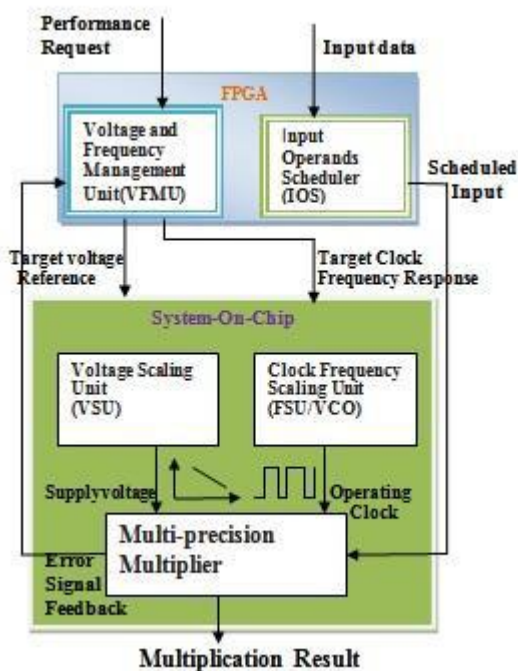 Performance
Request
Input data
FPGA
Voltage and
Frequency
Management
Unit(VFMU)
Input
Operands
Scheduler
(IOS)
Scheduled
Input
Target voltage
Reference
Target Clock
Frequency Response
System-On-Chip
Voltage Scaling
Unit
(VSU)
Clock Frequency
Scaling Unit
(FSU/VCO)
Supplyvoltage
Operating
Clock
Multi-precision
Multiplier
Error
Signal
Feedback
Multiplication Result